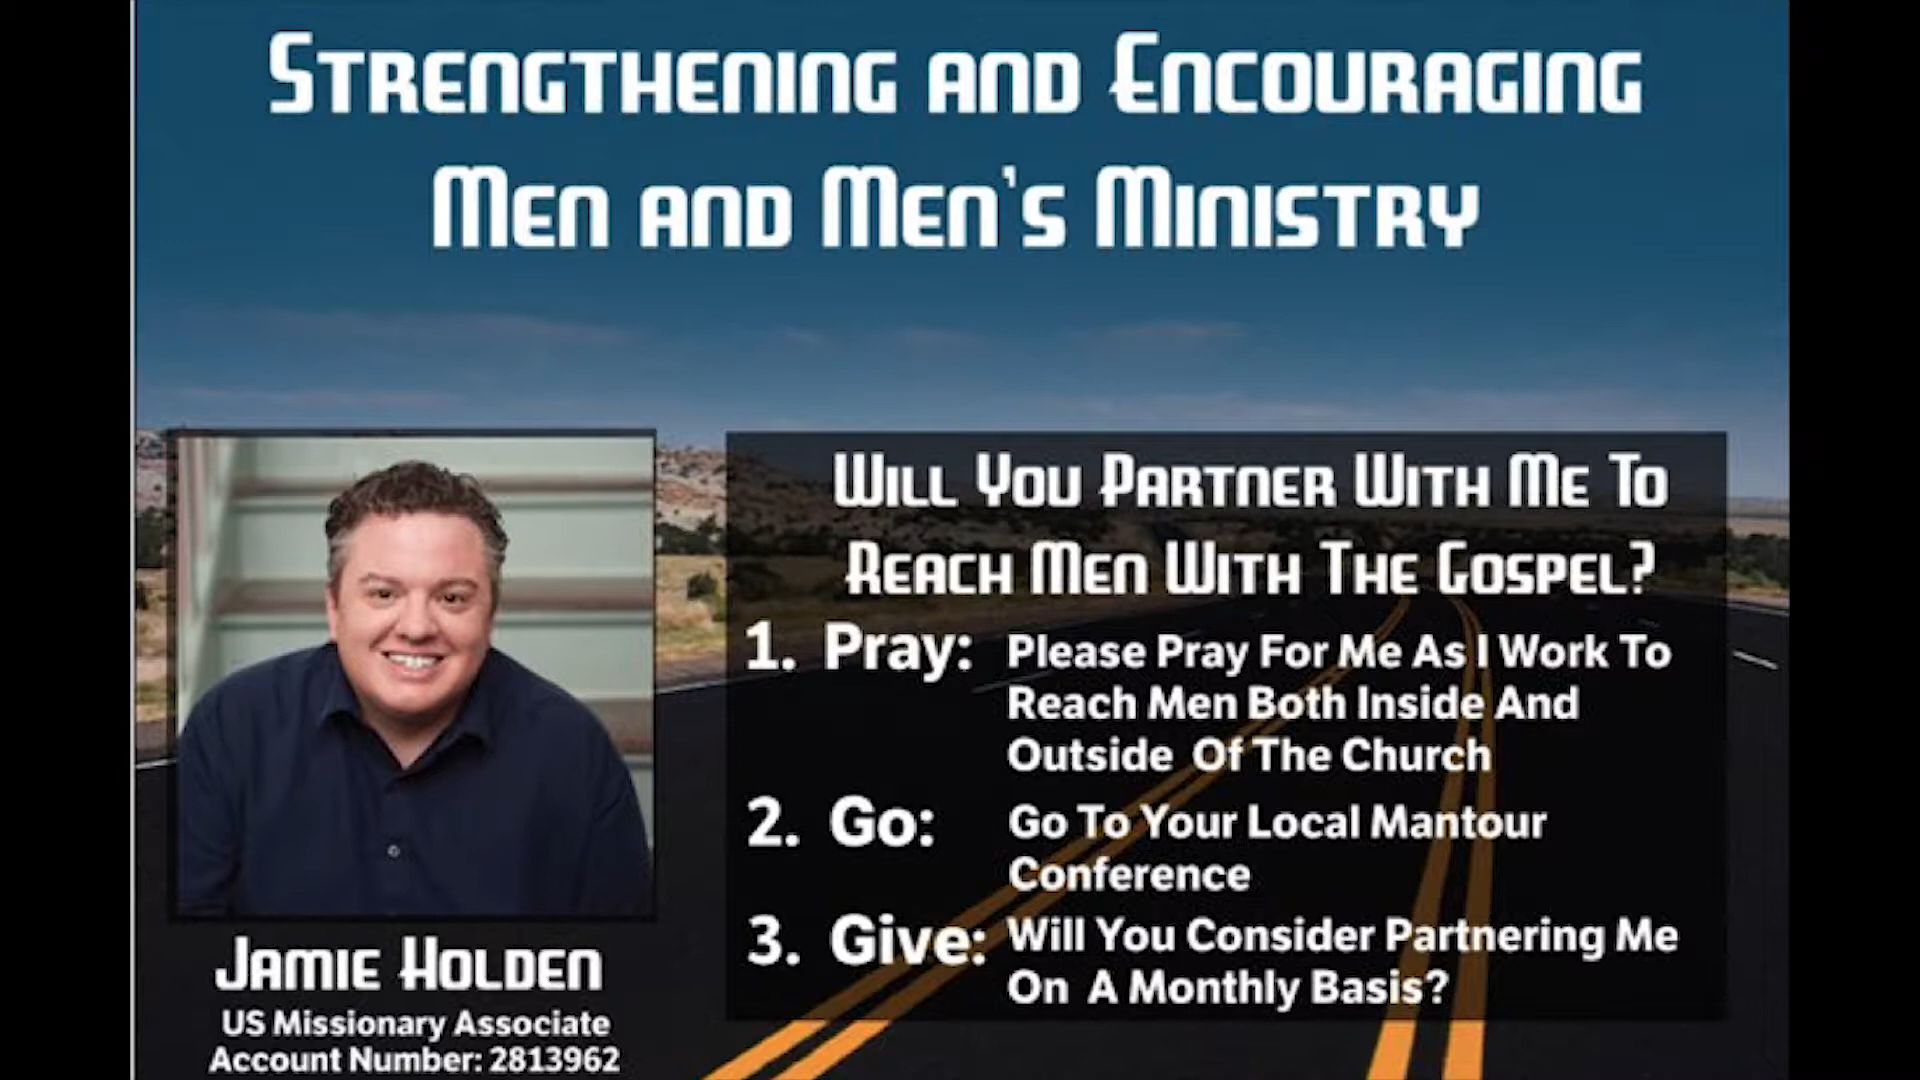 Strengthening and Encouraging
Men and Men's Ministry
Will You Partner With Me To
Reach Men With The Gospel?
1. Pray: Please Pray For Me As I Work To
Reach Men Both Inside And
Outside Of The Church
2. Go: Go To Your Local Mantour
Conference
3. Give: Will You Consider Partnering Me
On A Monthly Basis?
Jamie Holden
US Missionary Associate
Account Number: 2813962